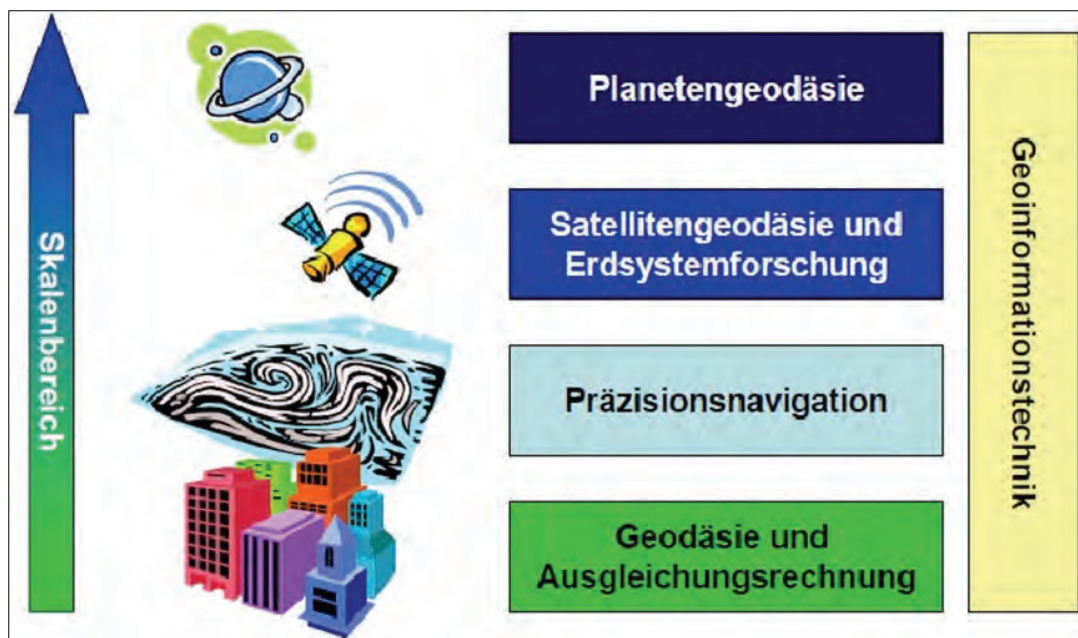 Skalenbereich
Planetengeodäsie
Satellitengeodäsie und
Erdsystemforschung
Präzisionsnavigation
Geodäsie und
Ausgleichungsrechnung
Geoinformationstechnik